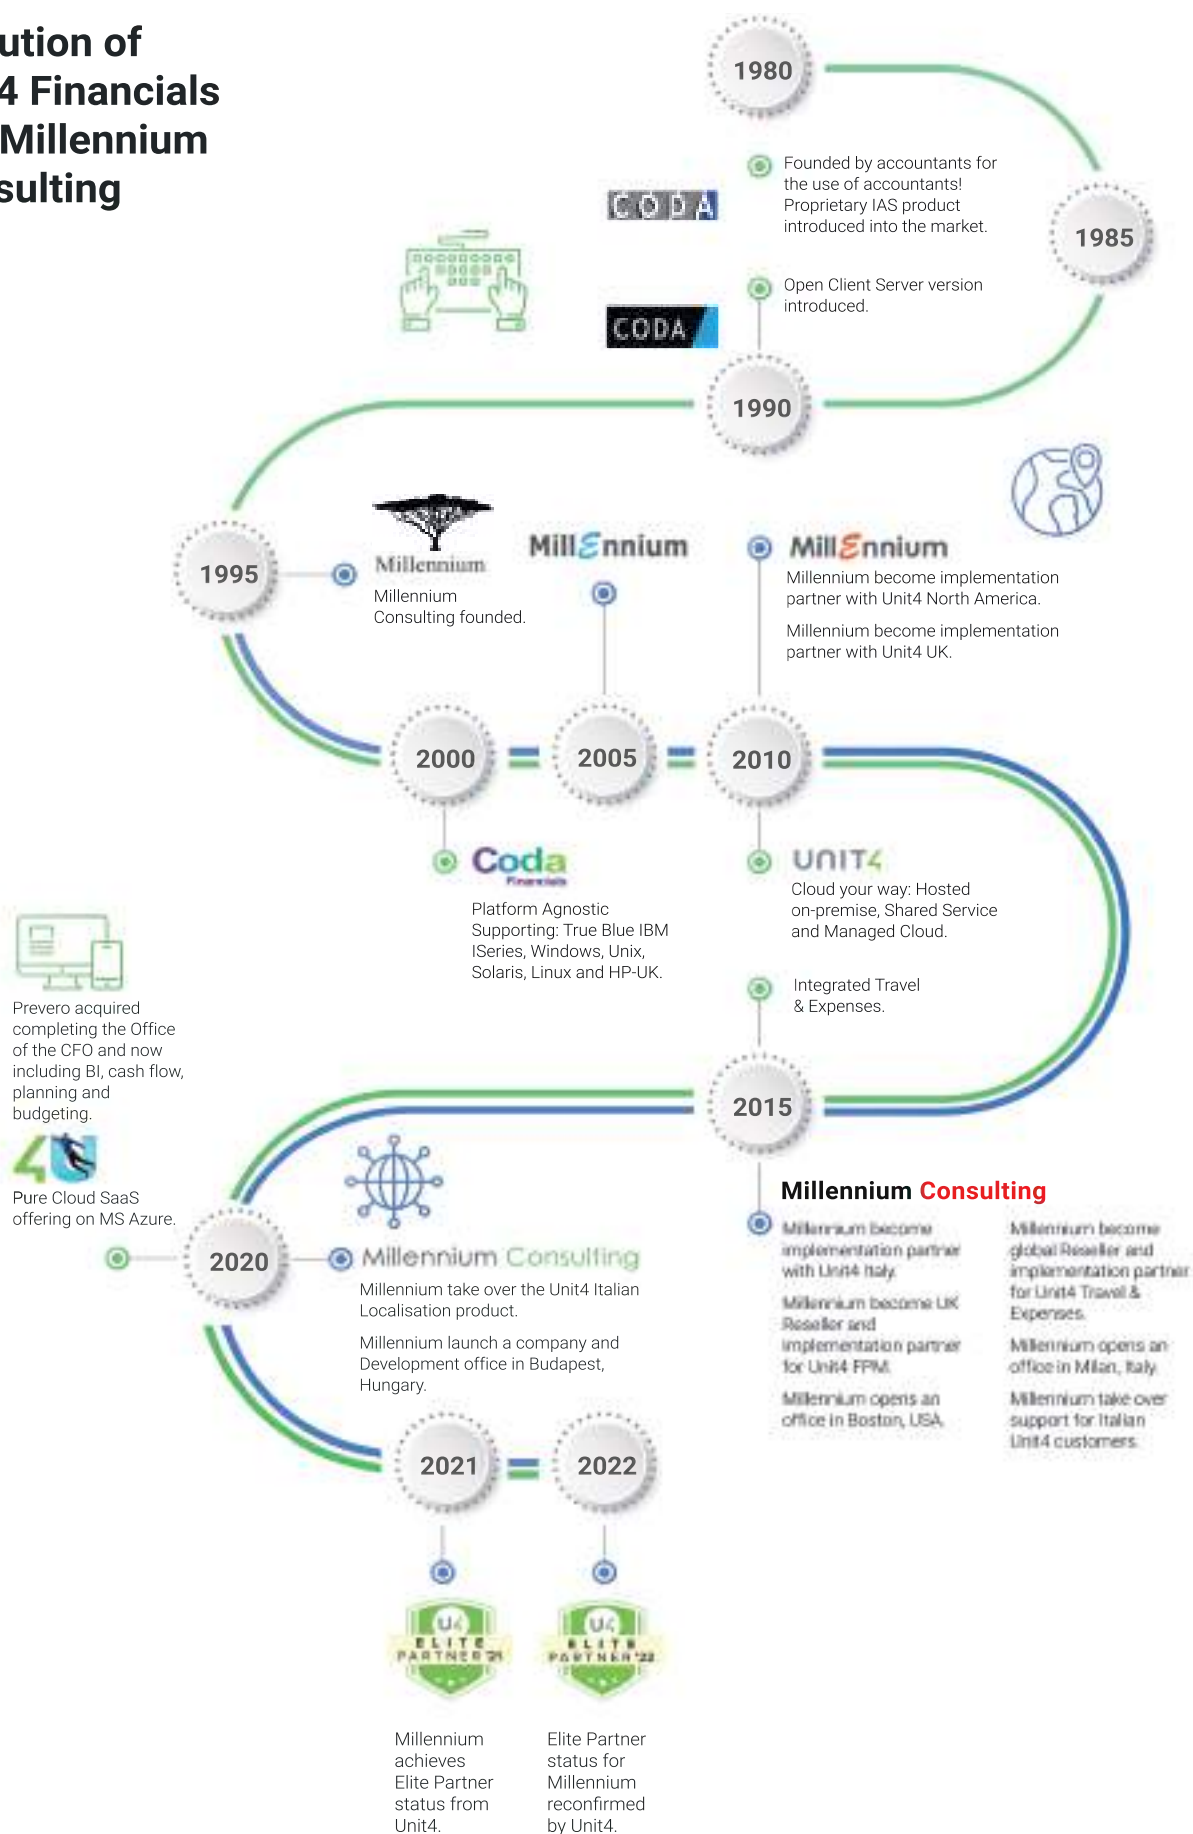 ution of
4 Financials
Millennium
sulting
1980
Founded by accountants for
the use of accountants!
Proprietary IAS product
introduced into the market.
CODA
1985
Open Client Server version
introduced.
CODA
1990
1995
Millennium
Millennium
Consulting founded.
MillEnnium
MillEnnium
Millennium become implementation
partner with Unit4 North America.
Millennium become implementation
partner with Unit4 UK.
2000
2005
2010
Coda
Financials
Platform Agnostic
Supporting: True Blue IBM
ISeries, Windows, Unix,
Solaris, Linux and HP-UK.
UNIT4
Cloud your way: Hosted
on-premise, Shared Service
and Managed Cloud.
Integrated Travel
& Expenses.
2015
Prevero acquired
completing the Office
of the CFO and now
including BI, cash flow,
planning and
budgeting.
4U
Pure Cloud SaaS
offering on MS Azure.
2020
Millennium Consulting
Millennium take over the Unit4 Italian
Localisation product.
Millennium launch a company and
Development office in Budapest,
Hungary.
Millennium Consulting
Millennium become
implementation partner
with Unit4 Italy.
Millennium become UK
Reseller and
implementation partner
for Unit4 FPM.
Millennium opens an
office in Boston, USA.
Millennium become
global Reseller and
implementation partner
for Unit4 Travel &
Expenses.
Millennium opens an
office in Milan, Italy.
Millennium take over
support for Italian
Unit4 customers.
2021
2022
U4
ELITE
PARTNER '21
U4
ELITE
PARTNER '22
Millennium
achieves
Elite Partner
status from
Unit4.
Elite Partner
status for
Millennium
reconfirmed
by Unit4.